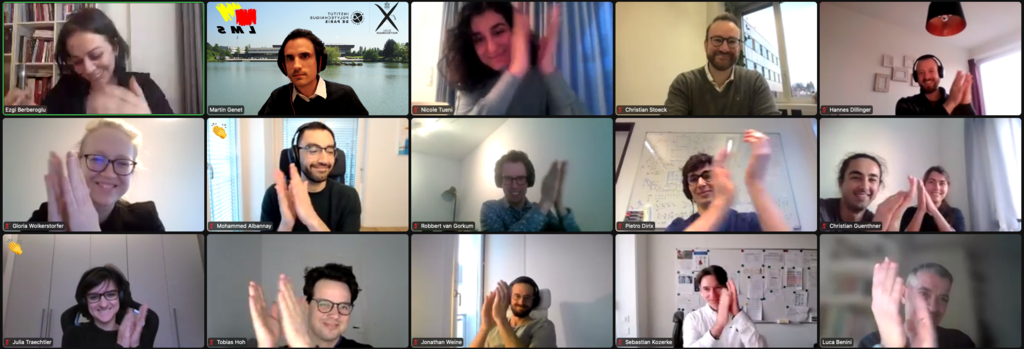 Ezgi Berberoglu
LMS
INSTITUT
POLYTECHNIQUE
DE PARIS
Martin Genet
Nicole Tueni
Christian Stoeck
Hannes Dillinger
Gloria Wolkerstorfer
Mohammed Albannay
Robbert van Gorkum
Pietro Dirix
Christian Guenthner
Julia Traechtler
Tobias Hoh
Jonathan Weine
Sebastian Kozerke
Luca Benini